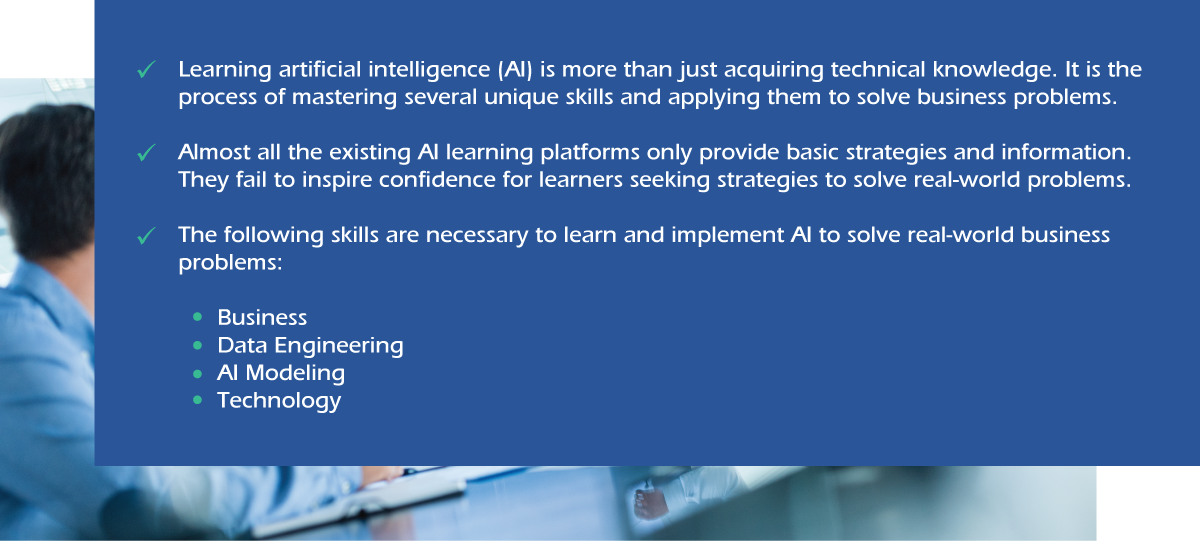 Learning artificial intelligence (AI) is more than just acquiring technical knowledge. It is the
process of mastering several unique skills and applying them to solve business problems.
Almost all the existing AI learning platforms only provide basic strategies and information.
They fail to inspire confidence for learners seeking strategies to solve real-world problems.
The following skills are necessary to learn and implement AI to solve real-world business
problems:
Business
Data Engineering
AI Modeling
Technology